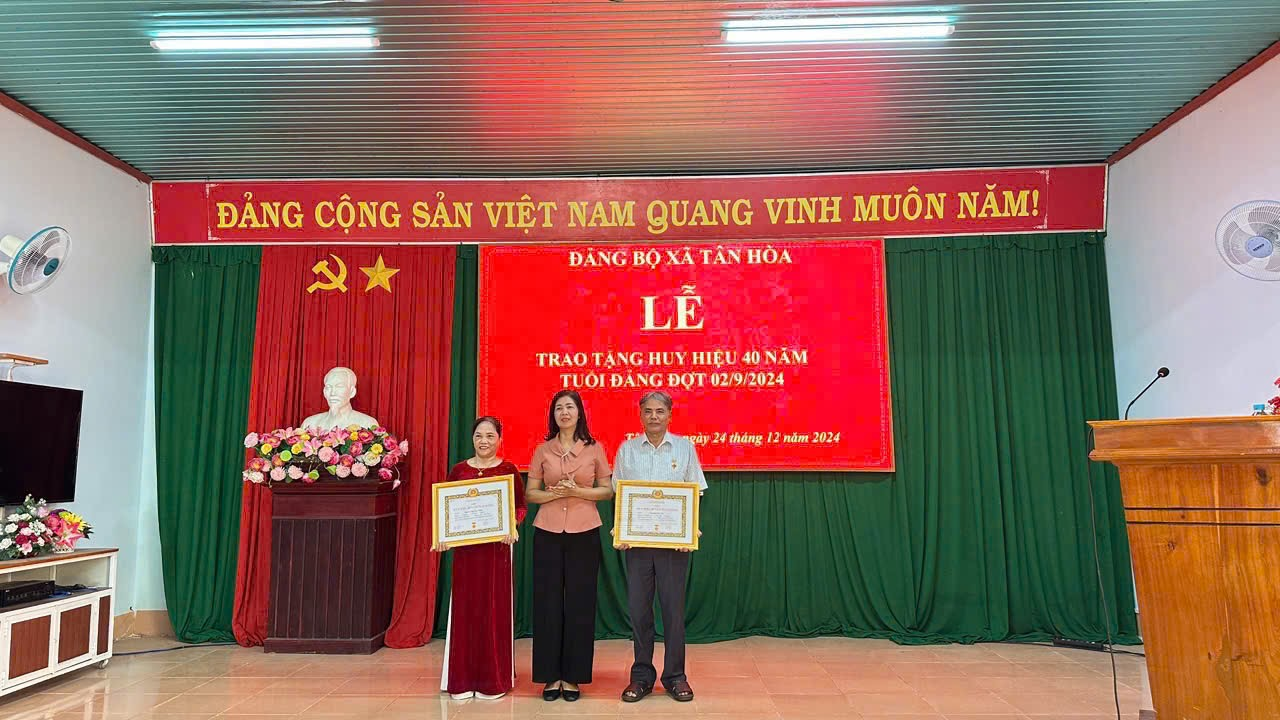 ĐẢNG CỘNG SẢN VIỆT NAM QUANG VINH MUÔN NĂM!
ĐẢNG BỘ XÃ TÂN HÒA
LỄ
TRAO TẶNG HUY HIỆU 40 NĂM
TUỔI ĐẢNG ĐỢT 02/9/2024
ngày 24 tháng 12 năm 2024